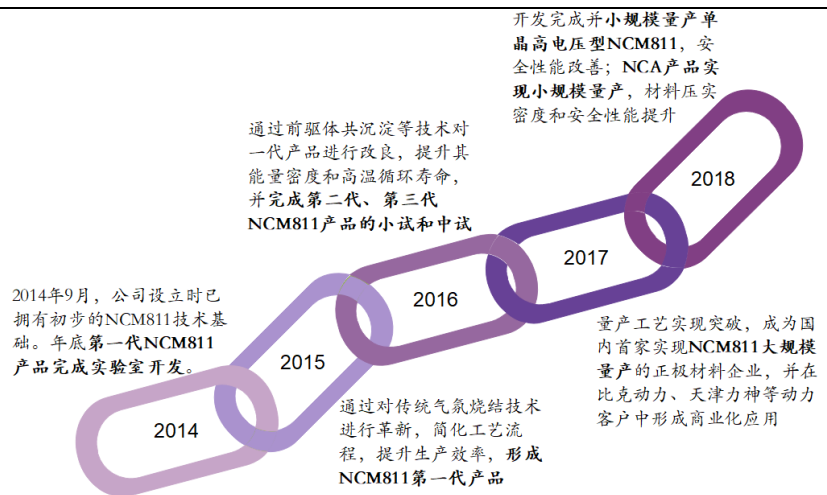 2014年9月，公司设立时已
拥有初步的NCM811技术基
础。年底第一代NCM811
产品完成实验室开发。
2014
2015
通过对传统气氛烧结技术
进行革新，简化工艺流
程，提升生产效率，形成
NCM811第一代产品
通过前驱体共沉淀等技术对
一代产品进行改良，提升其
能量密度和高温循环寿命，
并完成第二代、第三代
NCM811产品的小试和中试
2016
2017
量产工艺实现突破，成为国
内首家实现NCM811大规模
量产的正极材料企业，并在
比克动力、天津力神等动力
客户中形成商业化应用
开发完成并小规模量产单
晶高电压型NCM811，安
全性能改善；NCA产品实
现小规模量产，材料压实
密度和安全性能提升
2018